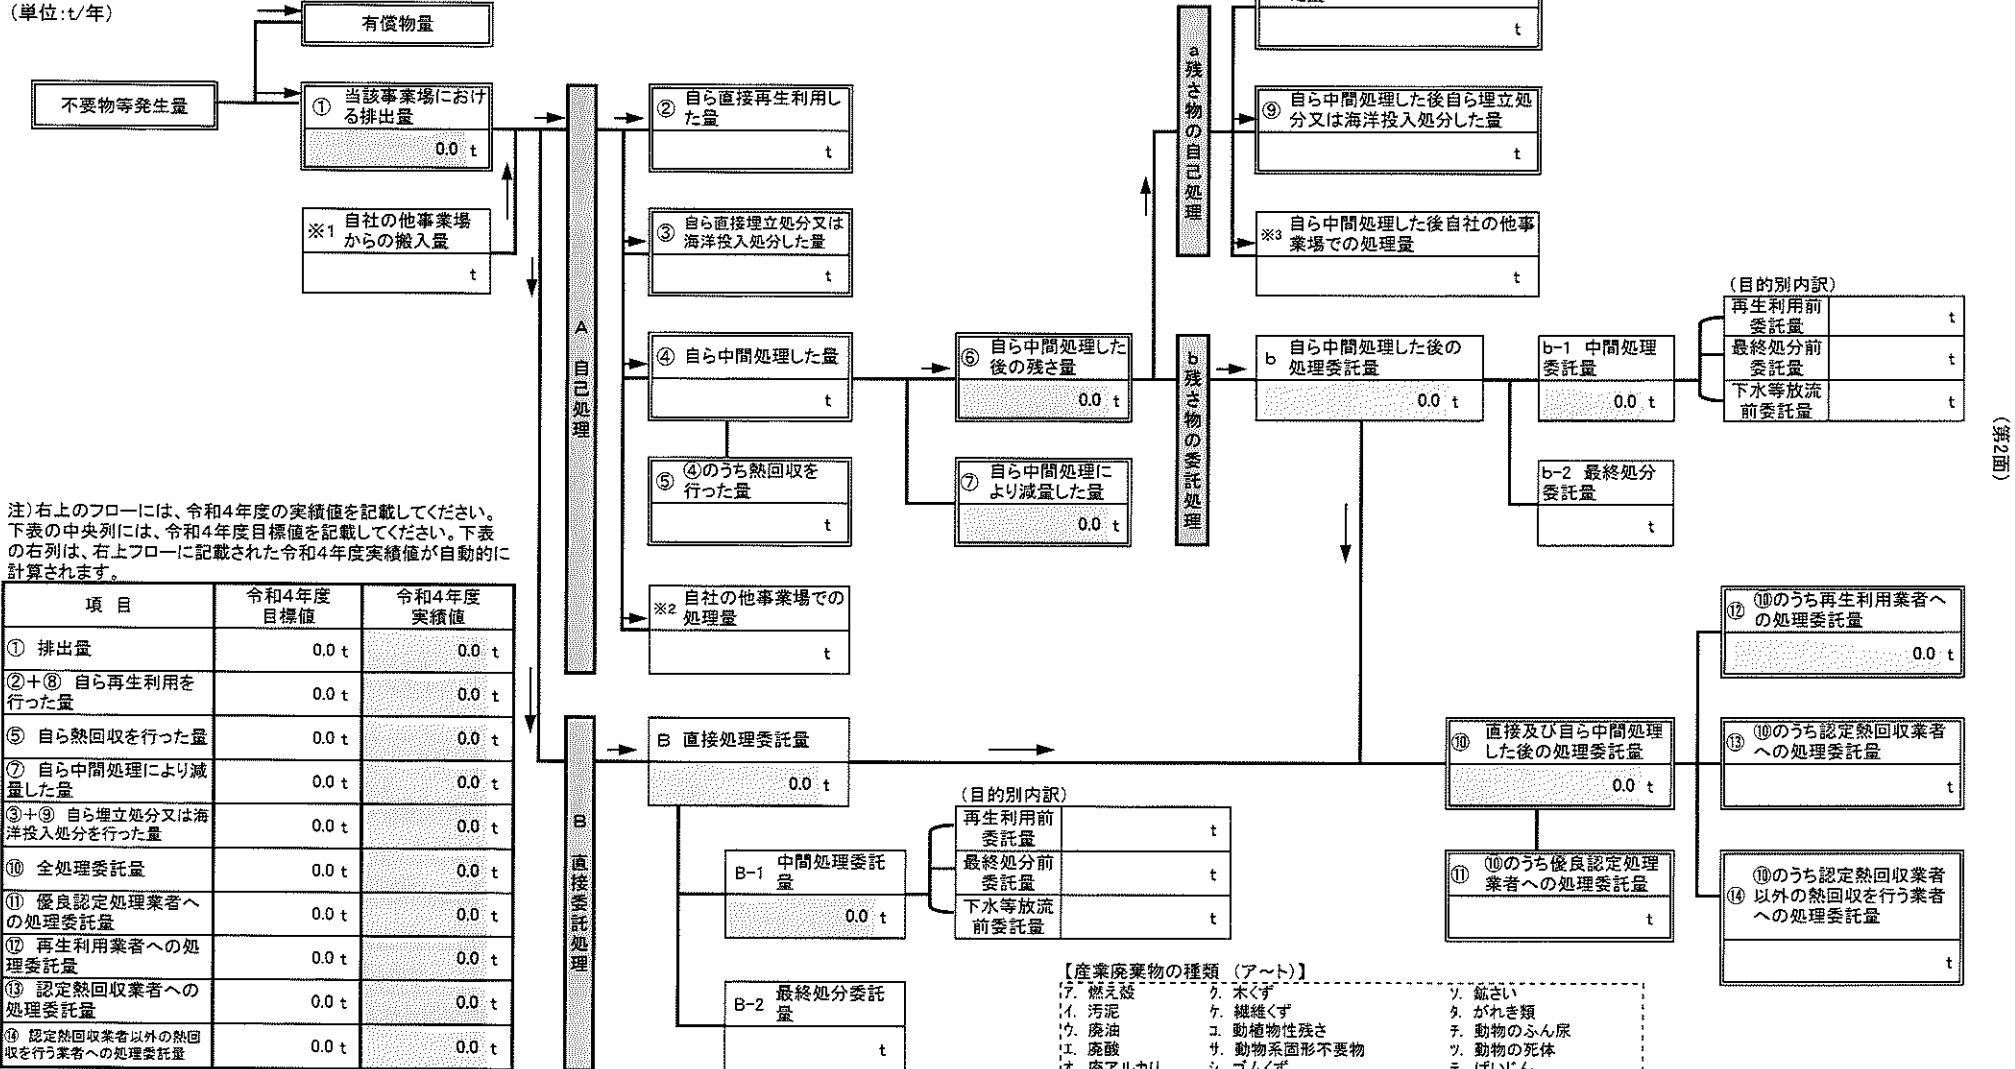 (単位:t/年)
有償物量
不要物等発生量
① 当該事業場におけ
る排出量
0.0 t
※1 自社の他事業場
からの搬入量
t
A 自己処理
② 自ら直接再生利用し
た量
t
③ 自ら直接埋立処分又は
海洋投入処分した量
t
④ 自ら中間処理した量
t
⑤ ④のうち熱回収を
行った量
t
※2 自社の他事業場での
処理量
t
⑥ 自ら中間処理した
後の残さ量
0.0 t
⑦ 自ら中間処理に
より減量した量
0.0 t
a 残さ物の自己処理
t
⑨ 自ら中間処理した後自ら埋立処
分又は海洋投入処分した量
t
※3 自ら中間処理した後自社の他事
業場での処理量
t
b 残さ物の委託処理
b 自ら中間処理した後の
処理委託量
0.0 t
b-1 中間処理
委託量
0.0 t
b-2 最終処分
委託量
t
(目的別内訳)
再生利用前
委託量
t
最終処分前
委託量
t
下水等放流
前委託量
t
(第2面)
注)右上のフローには、令和4年度の実績値を記載してください。
下表の中央列には、令和4年度目標値を記載してください。下表
の右列は、右上フローに記載された令和4年度実績値が自動的に
計算されます。
項 目 令和4年度
目標値 令和4年度
実績値
① 排出量 0.0 t 0.0 t
②+⑧ 自ら再生利用を
行った量 0.0 t 0.0 t
⑤ 自ら熱回収を行った量 0.0 t 0.0 t
⑦ 自ら中間処理により減
量した量 0.0 t 0.0 t
③+⑨ 自ら埋立処分又は海
洋投入処分を行った量 0.0 t 0.0 t
⑩ 全処理委託量 0.0 t 0.0 t
⑪ 優良認定処理業者へ
の処理委託量 0.0 t 0.0 t
⑫ 再生利用業者への処
理委託量 0.0 t 0.0 t
⑬ 認定熱回収業者への
処理委託量 0.0 t 0.0 t
⑭ 認定熱回収業者以外の熱回
収を行う業者への処理委託量 0.0 t 0.0 t
B 直接委託処理
B 直接処理委託量
0.0 t
B-1 中間処理委託
量
0.0 t
B-2 最終処分委託
量
t
(目的別内訳)
再生利用前
委託量
t
最終処分前
委託量
t
下水等放流
前委託量
t
⑩ 直接及び自ら中間処理
した後の処理委託量
0.0 t
⑪ ⑩のうち優良認定処理
業者への処理委託量
t
⑫ ⑩のうち再生利用業者へ
の処理委託量
0.0 t
⑬ ⑩のうち認定熱回収業者
への処理委託量
t
⑭ ⑩のうち認定熱回収業者
以外の熱回収を行う業者
への処理委託量
t
【産業廃棄物の種類 (ア～ト)】
ア. 燃え殻 ク. 木くず ソ. 鉱さい
イ. 汚泥 ケ. 繊維くず タ. がれき類
ウ. 廃油 コ. 動植物性残さ チ. 動物のふん尿
エ. 廃酸 サ. 動物系固形不要物 ツ. 動物の死体
オ. 廃アルカリ シ. ゴムくず テ. ばいじん